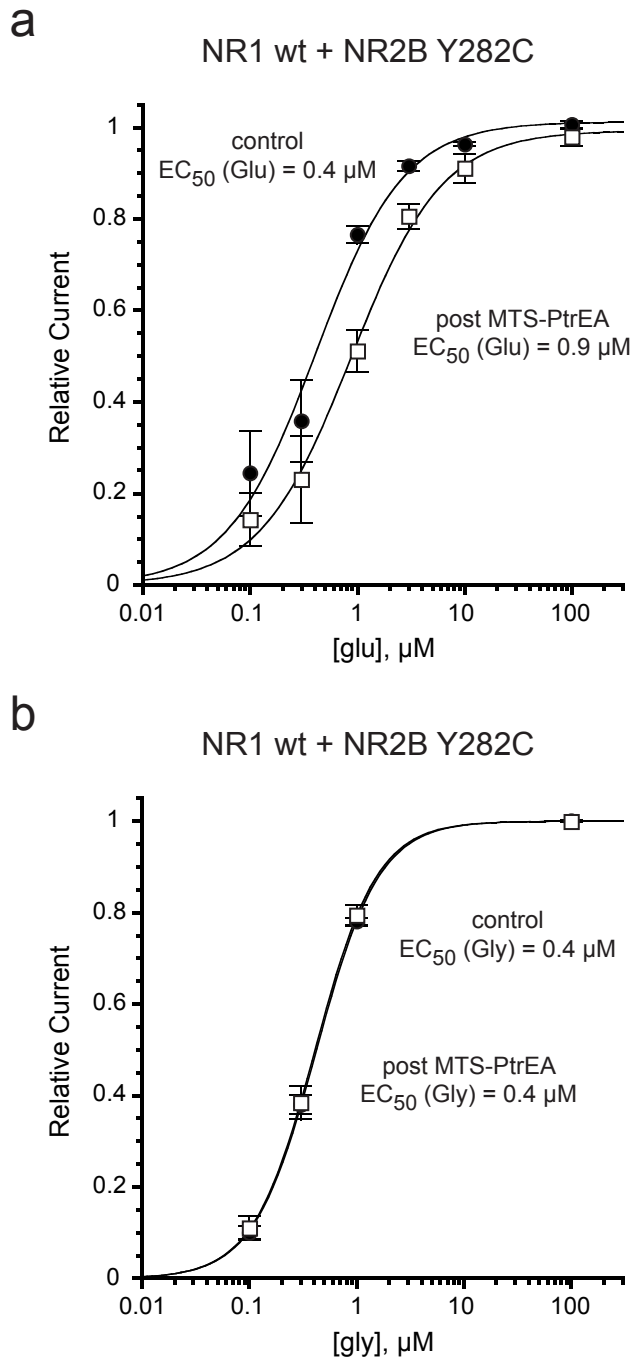 a
NR1 wt + NR2B Y282C
control
EC50 (Glu) = 0.4 µM
post MTS-PtrEA
EC50 (Glu) = 0.9 µM
Relative Current
1
0.8
0.6
0.4
0.2
0
0.01
0.1
1
10
100
[glu], µM
b
NR1 wt + NR2B Y282C
control
EC50 (Gly) = 0.4 µM
post MTS-PtrEA
EC50 (Gly) = 0.4 µM
Relative Current
1
0.8
0.6
0.4
0.2
0
0.01
0.1
1
10
100
[gly], µM